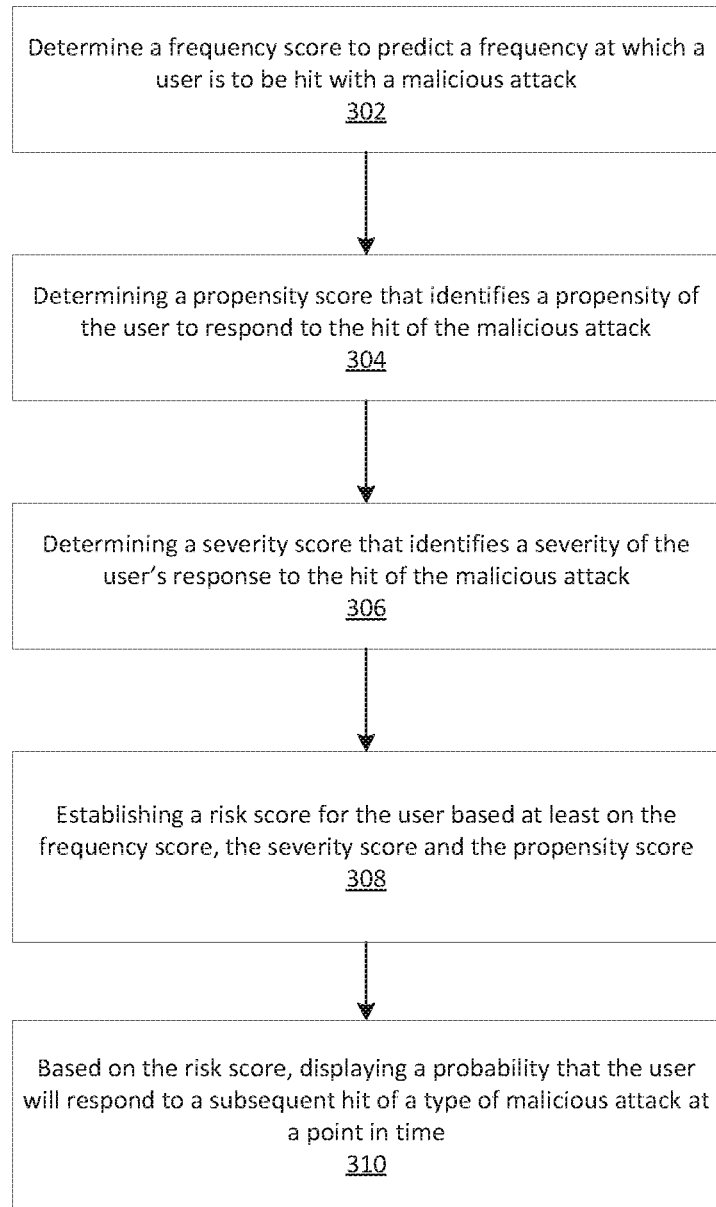 Determine a frequency score to predict a frequency at which a
user is to be hit with a malicious attack
302
Determining a propensity score that identifies a propensity of
the user to respond to the hit of the malicious attack
304
Determining a severity score that identifies a severity of the
user's response to the hit of the malicious attack
306
Establishing a risk score for the user based at least on the
frequency score, the severity score and the propensity score
308
Based on the risk score, displaying a probability that the user
will respond to a subsequent hit of a type of malicious attack at
a point in time
310